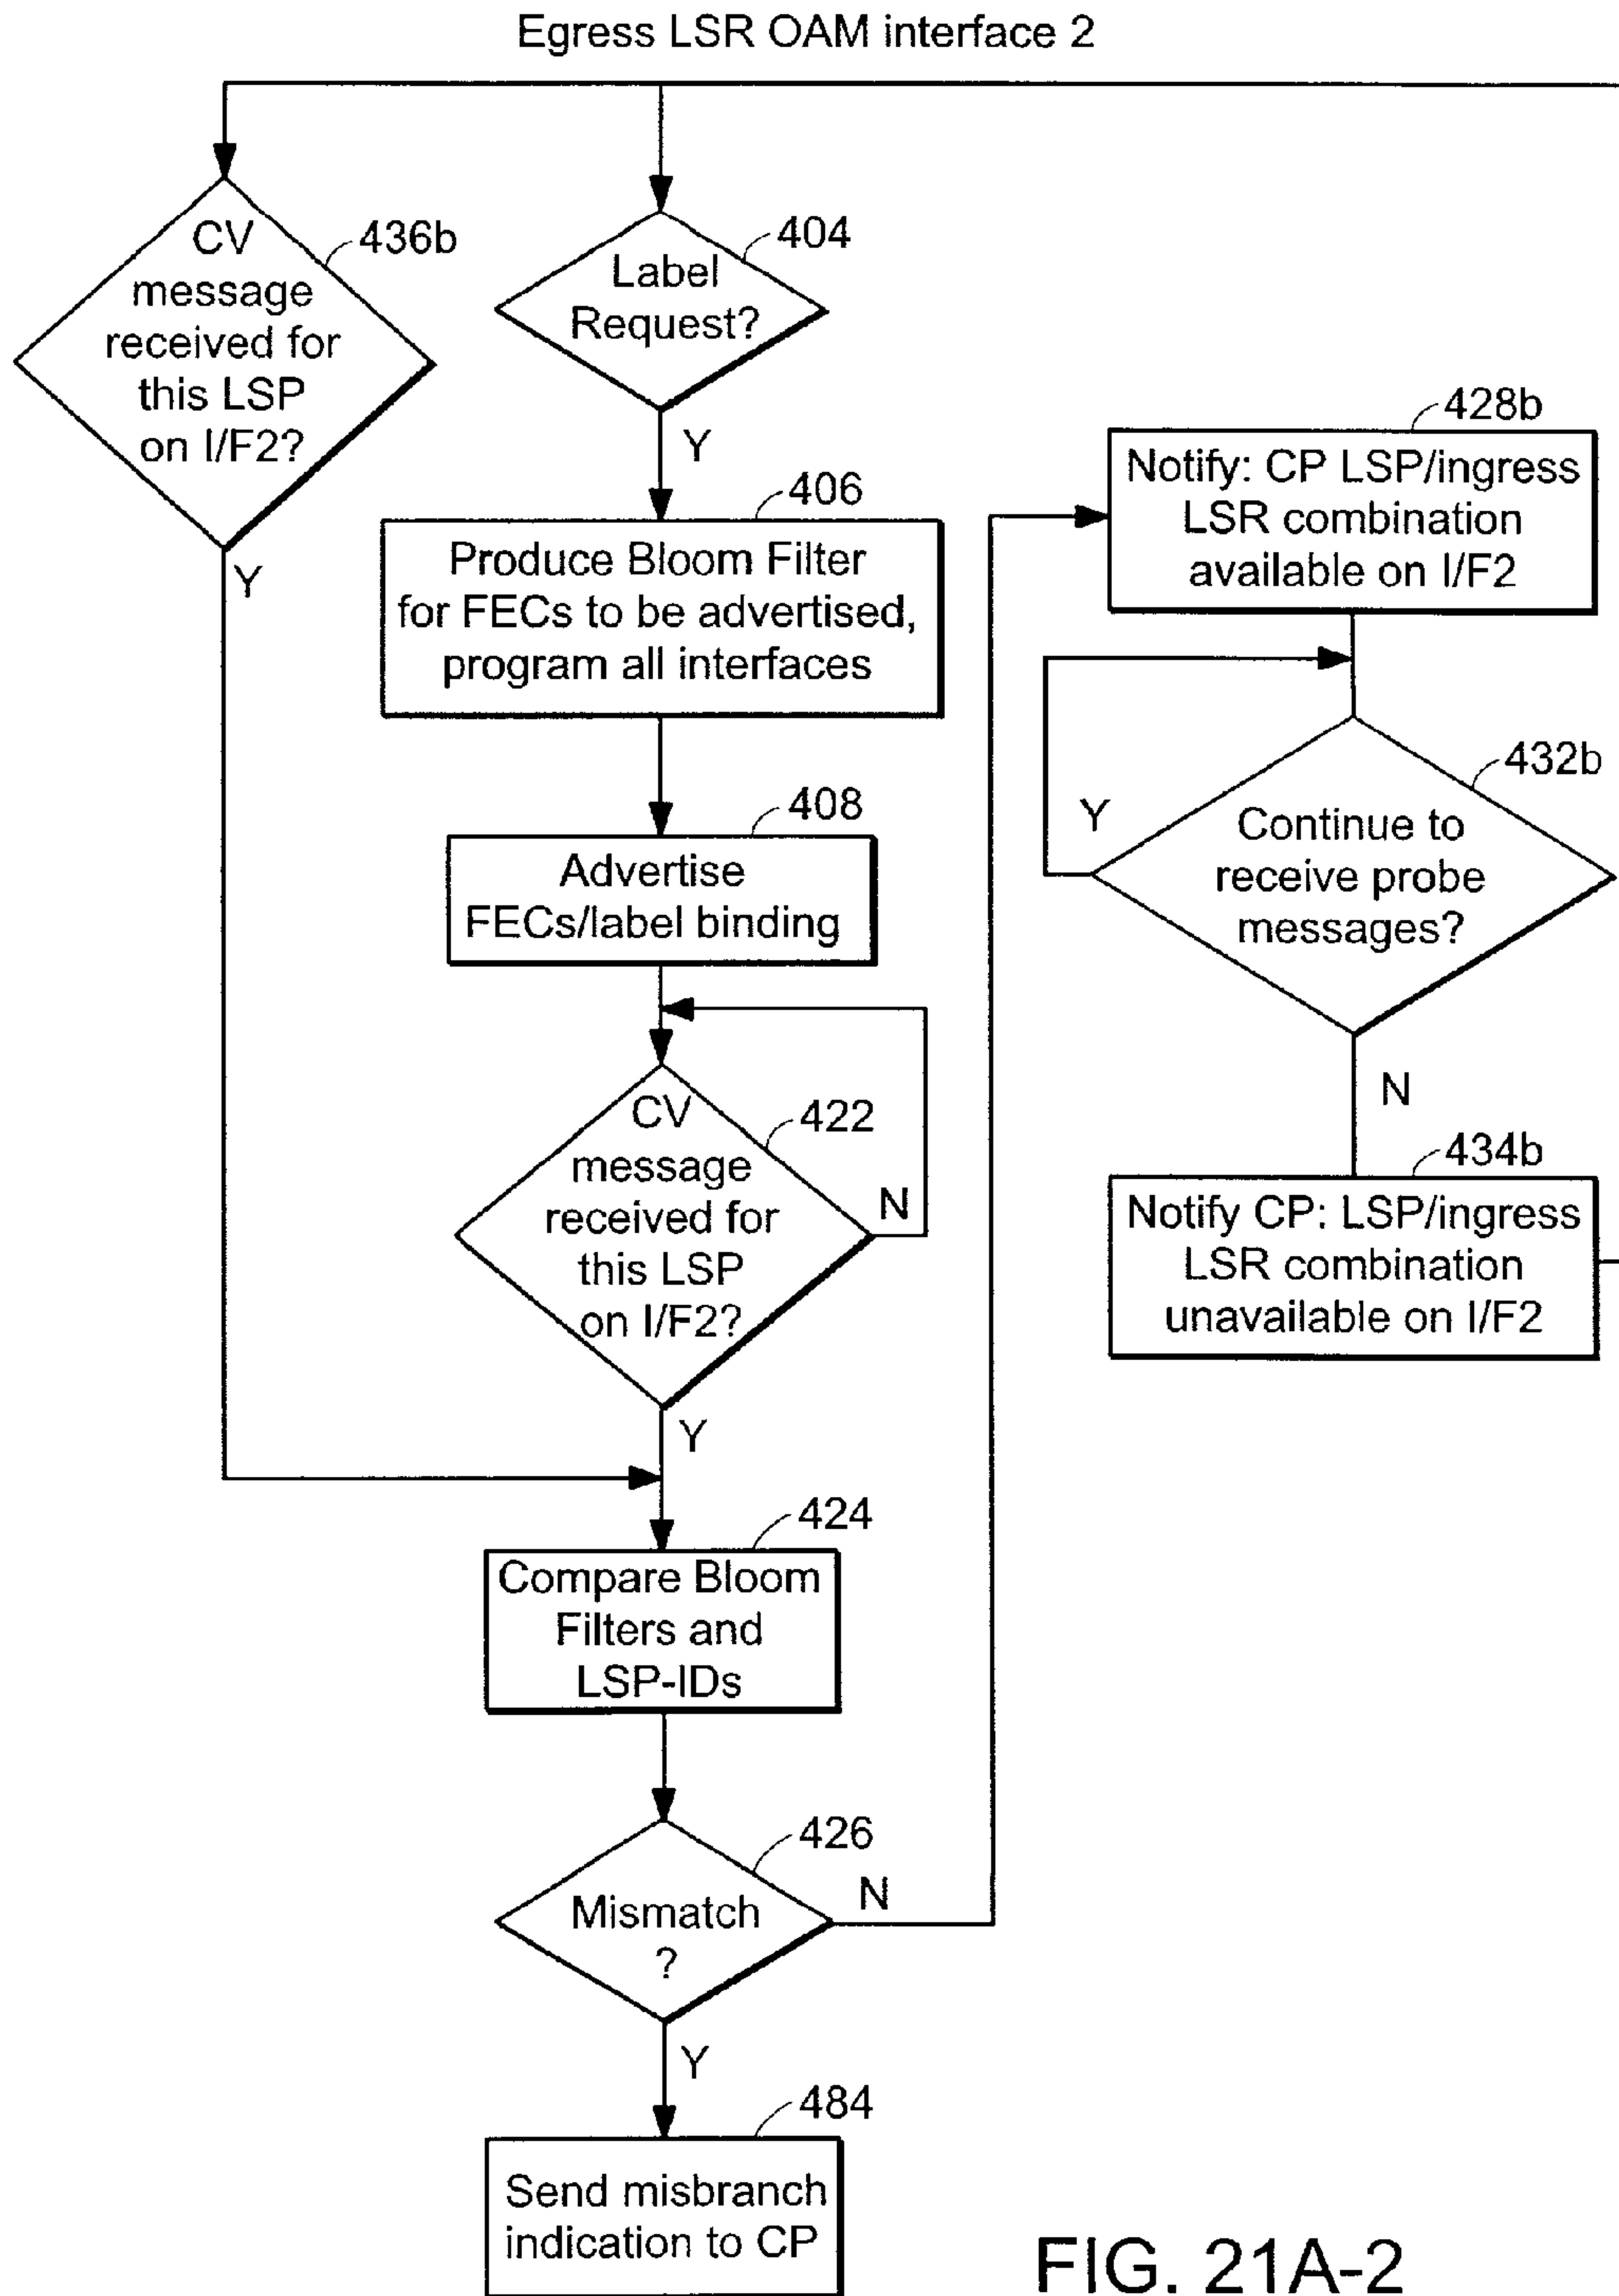 Egress LSR OAM interface 2
CV
message
received for
this LSP
on I/F2?
436b
Y
Label
Request?
404
Y
406
Produce Bloom Filter
for FECs to be advertised,
program all interfaces
408
Advertise
FECs/label binding
CV
message
received for
this LSP
on I/F2?
422
N
Y
424
Compare Bloom
Filters and
LSP-IDs
426
Mismatch
?
N
Y
484
Send misbranch
indication to CP
428b
Notify: CP LSP/ingress
LSR combination
available on I/F2
432b
Y
Continue to
receive probe
messages?
N
434b
Notify CP: LSP/ingress
LSR combination
unavailable on I/F2
FIG. 21A-2